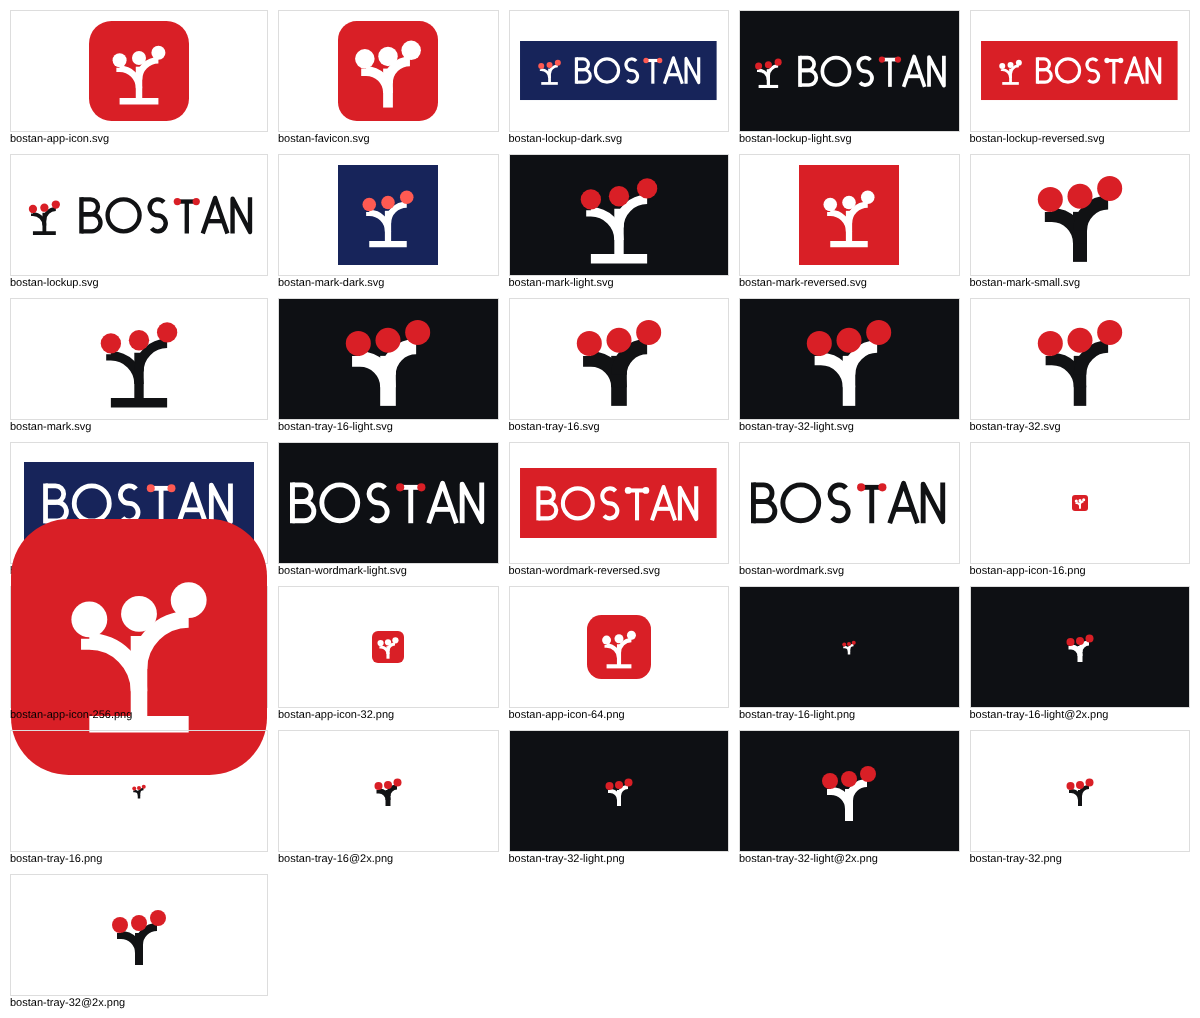 BOSTAN
BOSTAN
BOSTAN
bostan-app-icon.svg
bostan-favicon.svg
bostan-lockup-dark.svg
bostan-lockup-light.svg
bostan-lockup-reversed.svg
BOSTAN
bostan-lockup.svg
bostan-mark-dark.svg
bostan-mark-light.svg
bostan-mark-reversed.svg
bostan-mark-small.svg
bostan-mark.svg
bostan-tray-16-light.svg
bostan-tray-16.svg
bostan-tray-32-light.svg
bostan-tray-32.svg
BOSTAN
BOSTAN
BOSTAN
BOSTAN
bostan-wordmark-light.svg
bostan-wordmark-reversed.svg
bostan-wordmark.svg
bostan-app-icon-16.png
bostan-app-icon-256.png
bostan-app-icon-32.png
bostan-app-icon-64.png
bostan-tray-16-light.png
bostan-tray-16-light@2x.png
bostan-tray-16.png
bostan-tray-16@2x.png
bostan-tray-32-light.png
bostan-tray-32-light@2x.png
bostan-tray-32.png
bostan-tray-32@2x.png